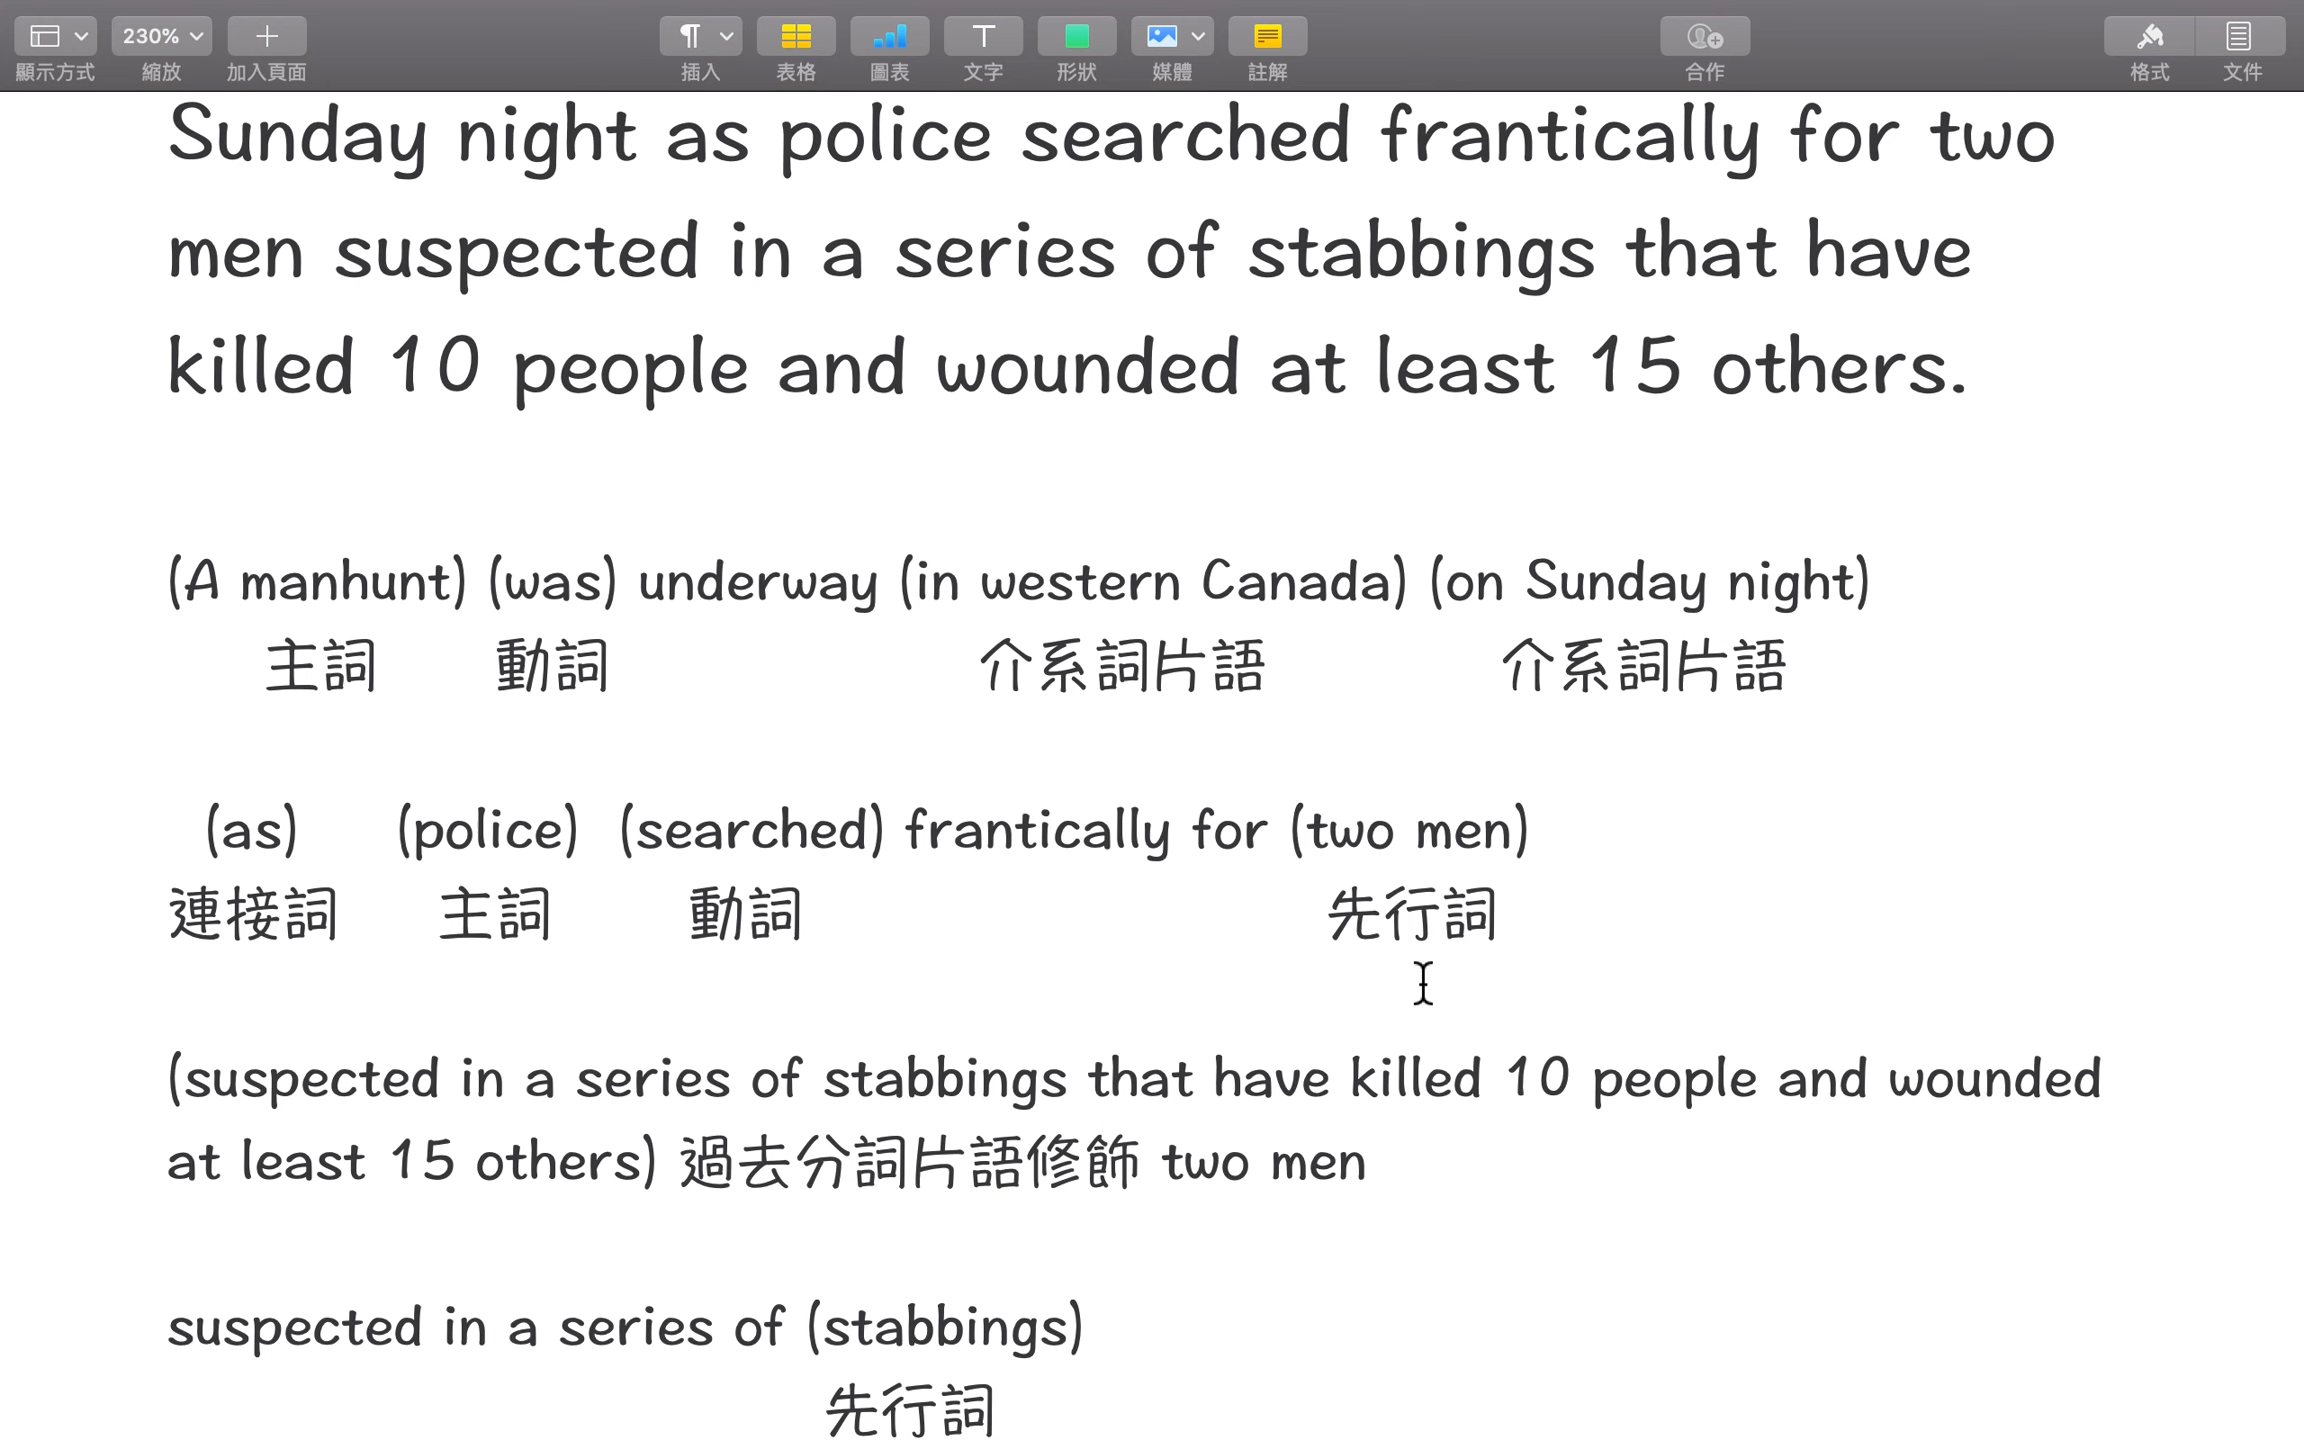 230%
顯示方式 縮放 加入頁面 插入 表格 圖表 文字 形狀 媒體 註解 合作 格式 文件
Sunday night as police searched frantically for two
men suspected in a series of stabbings that have
killed 10 people and wounded at least 15 others.
(A manhunt) (was) underway (in western Canada) (on Sunday night)
主詞 動詞 介系詞片語 介系詞片語
(as) (police) (searched) frantically for (two men)
連接詞 主詞 動詞 先行詞
(suspected in a series of stabbings that have killed 10 people and wounded
at least 15 others) 過去分詞片語修飾 two men
suspected in a series of (stabbings)
先行詞